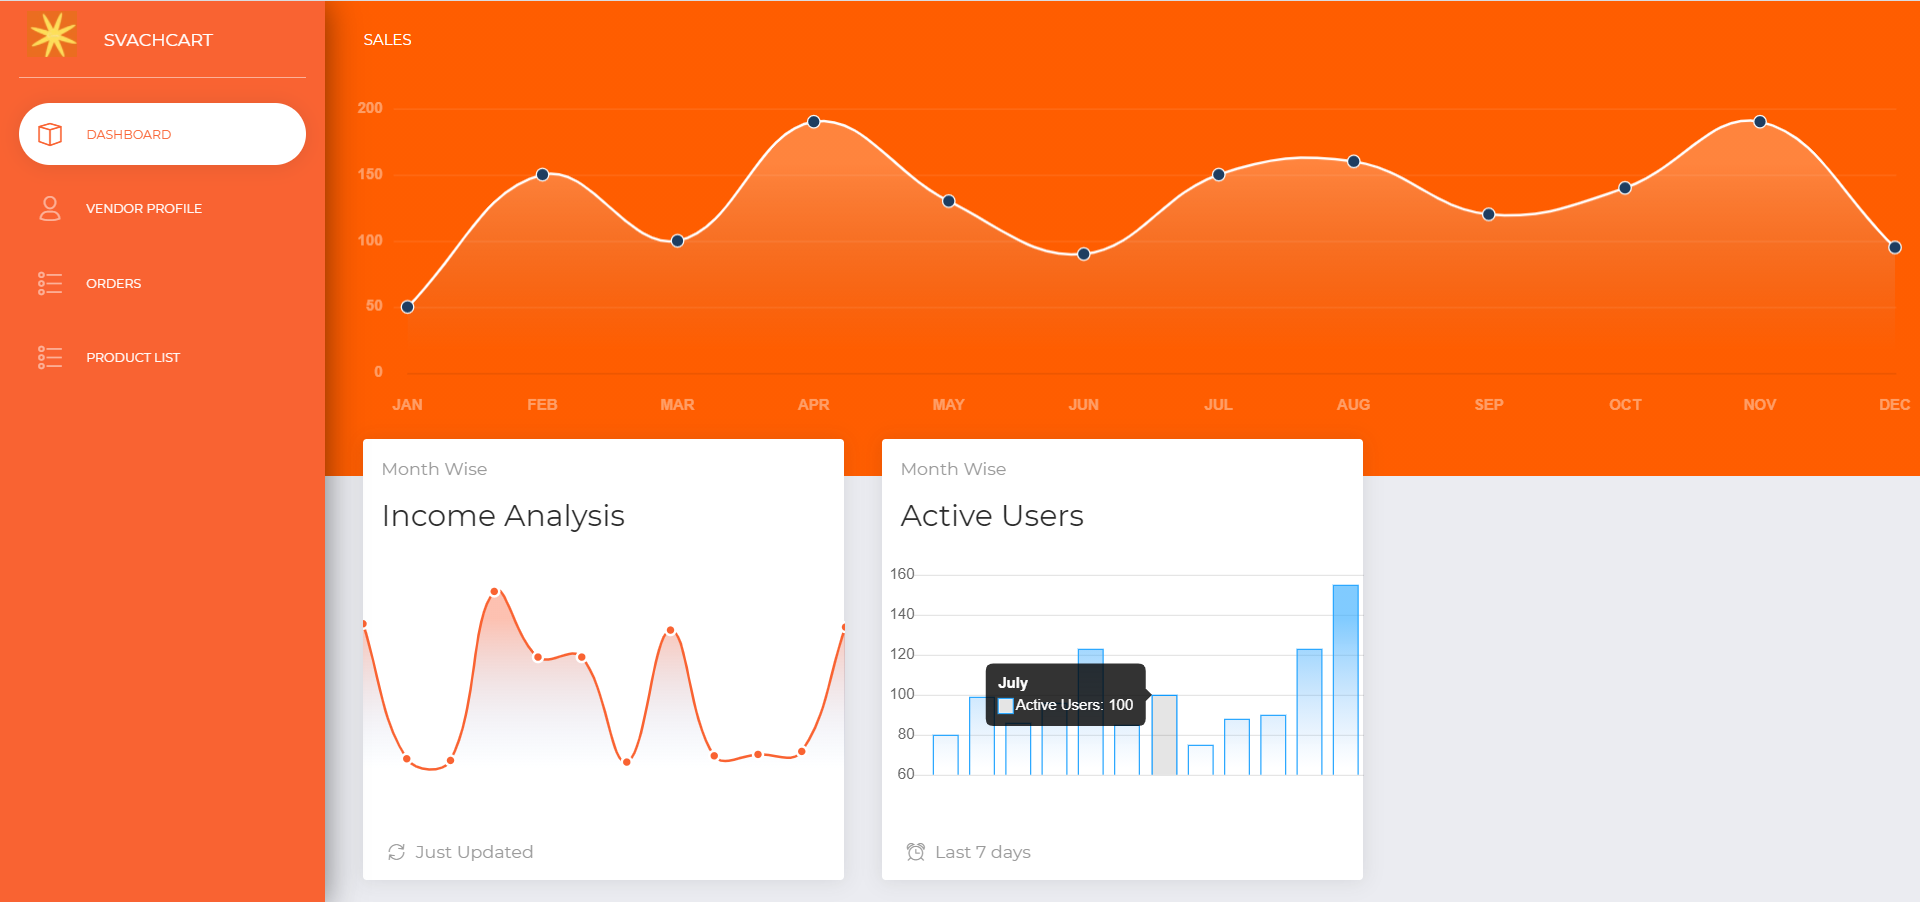 SVACHCART
DASHBOARD
VENDOR PROFILE
ORDERS
PRODUCT LIST
SALES
200
150
100
50
0
JAN FEB MAR APR MAY JUN JUL AUG SEP OCT NOV DEC
Month Wise
Income Analysis
Just Updated
Month Wise
Active Users
160
140
120
100
80
60
July
Active Users: 100
Last 7 days